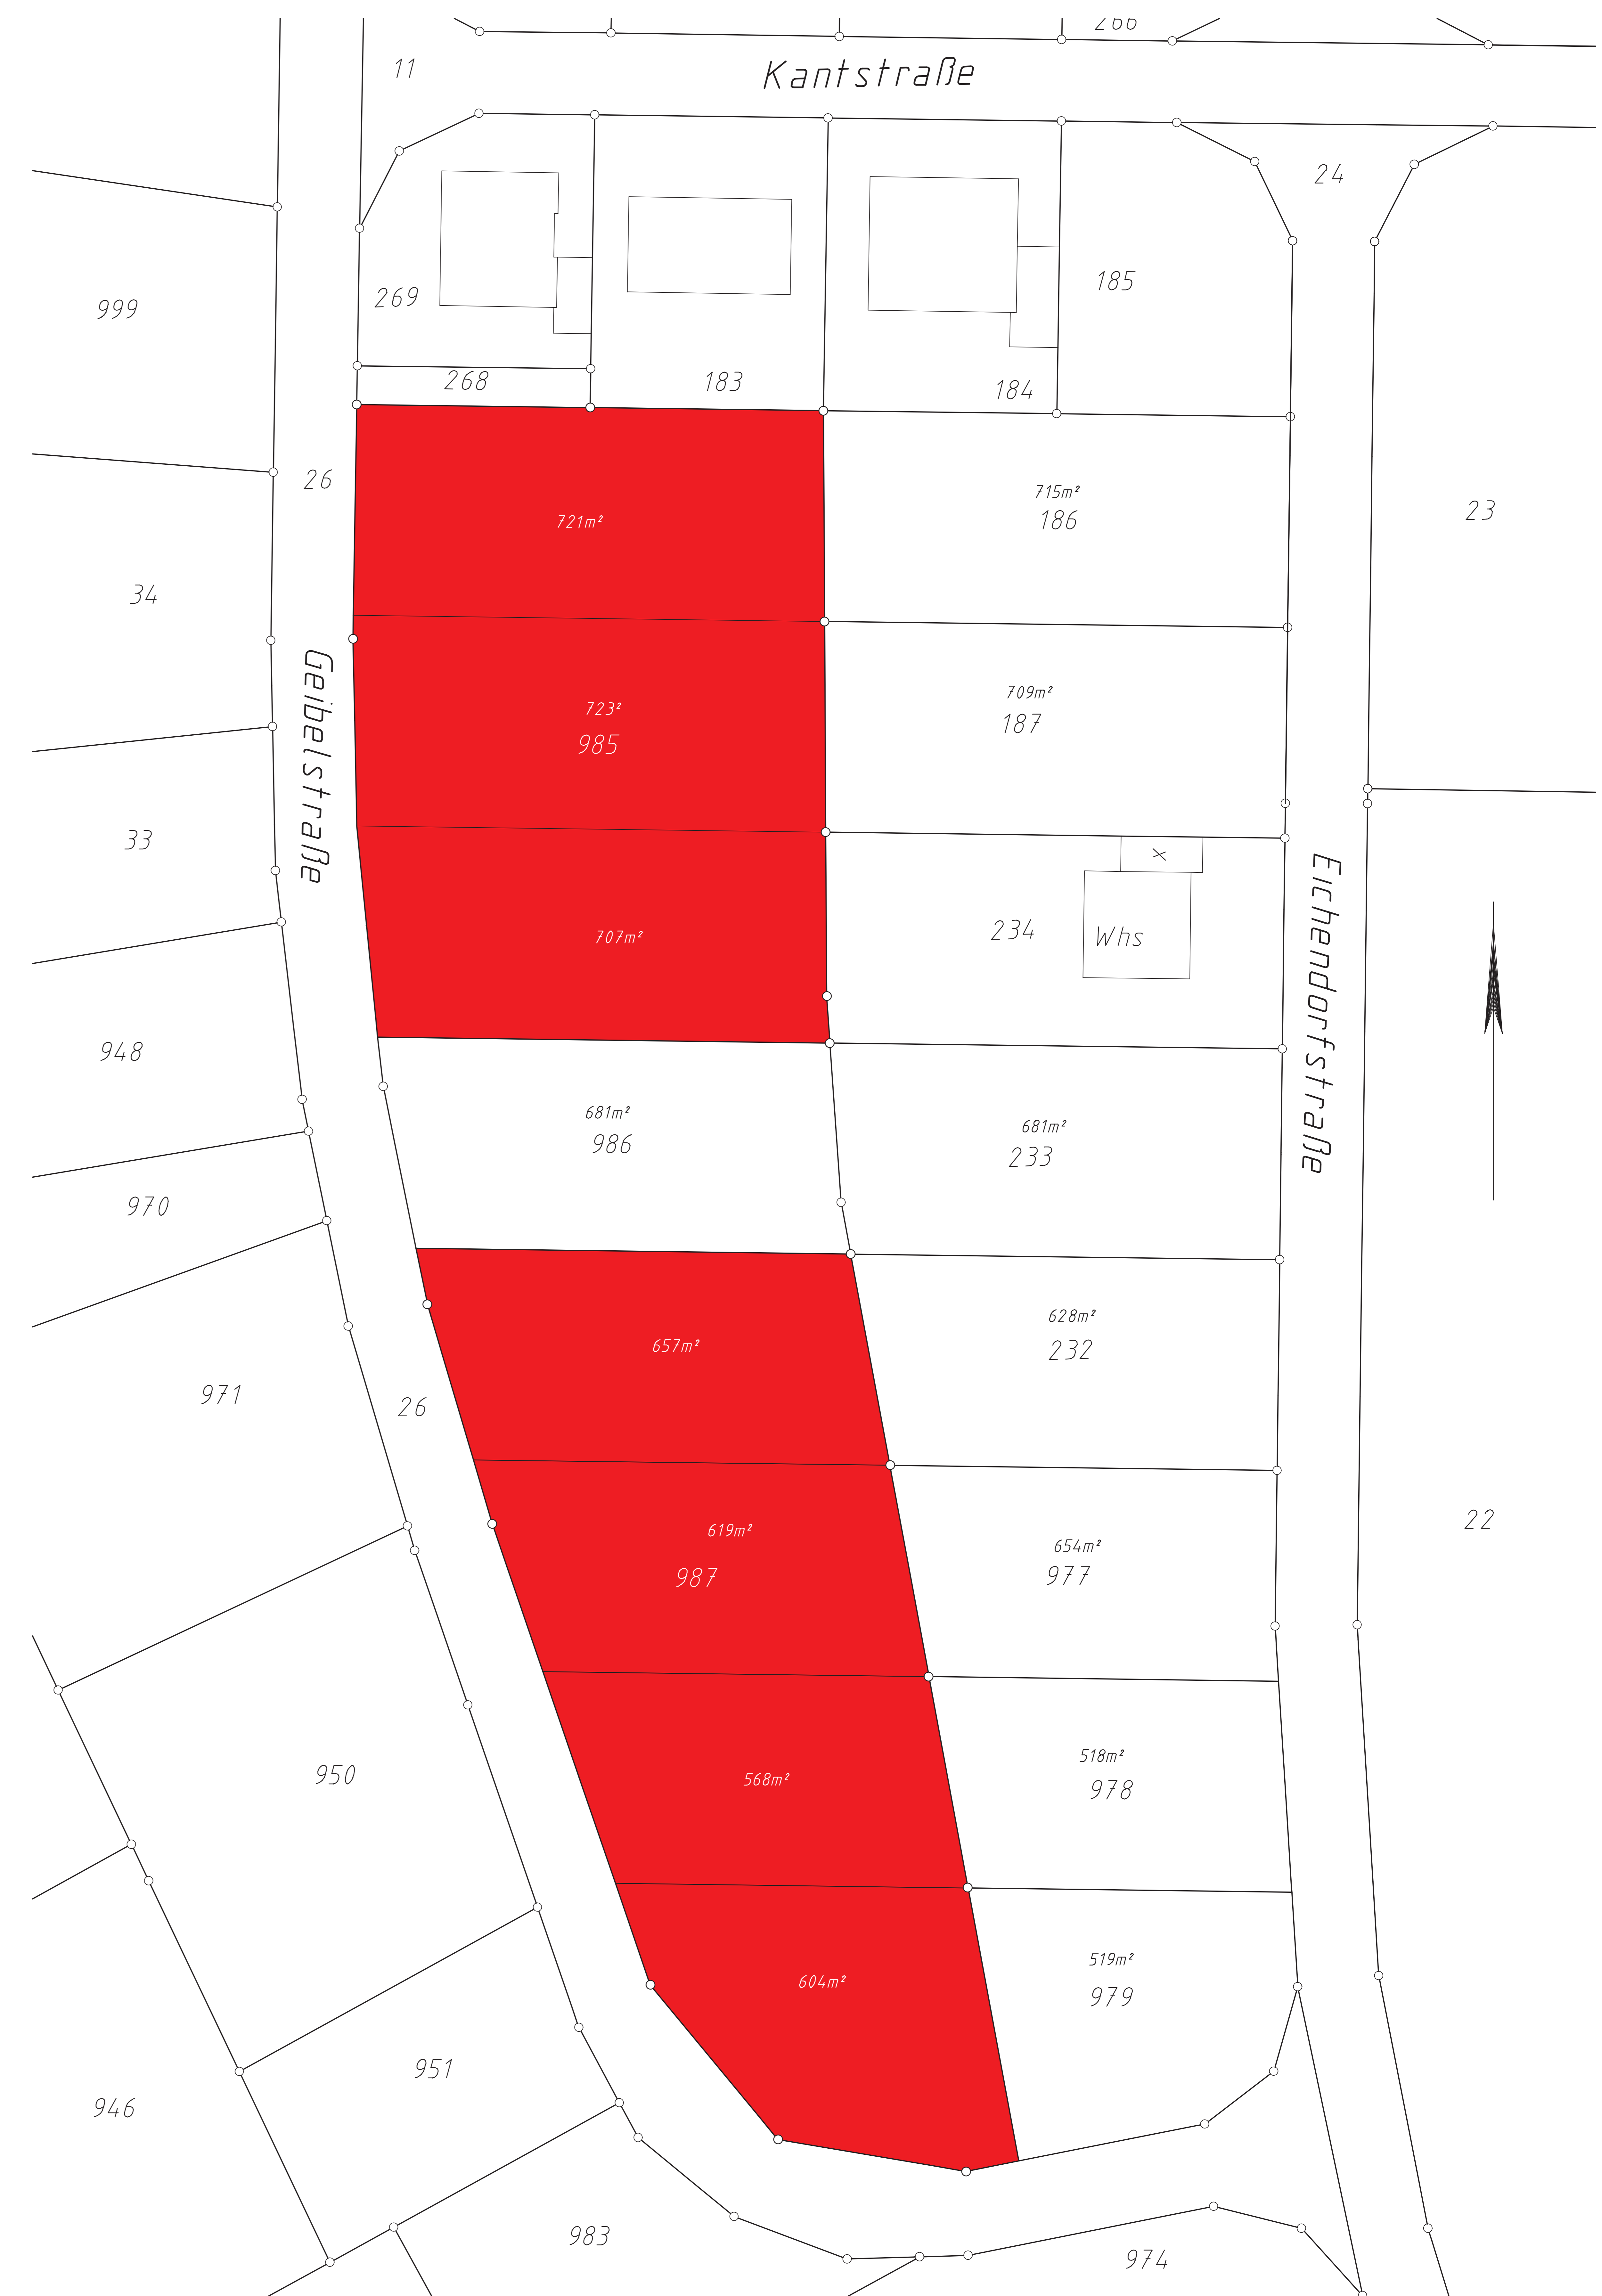 266
11
Kantstraße
24
999
269
185
268
183
184
26
721m²
715m²
186
23
34
Geibelstraße
723²
985
709m²
187
33
707m²
234
Whs
x
Eichendorfstraße
948
681m²
986
681m²
233
970
657m²
628m²
232
971
26
619m²
987
654m²
977
22
950
568m²
518m²
978
604m²
519m²
979
951
946
983
974